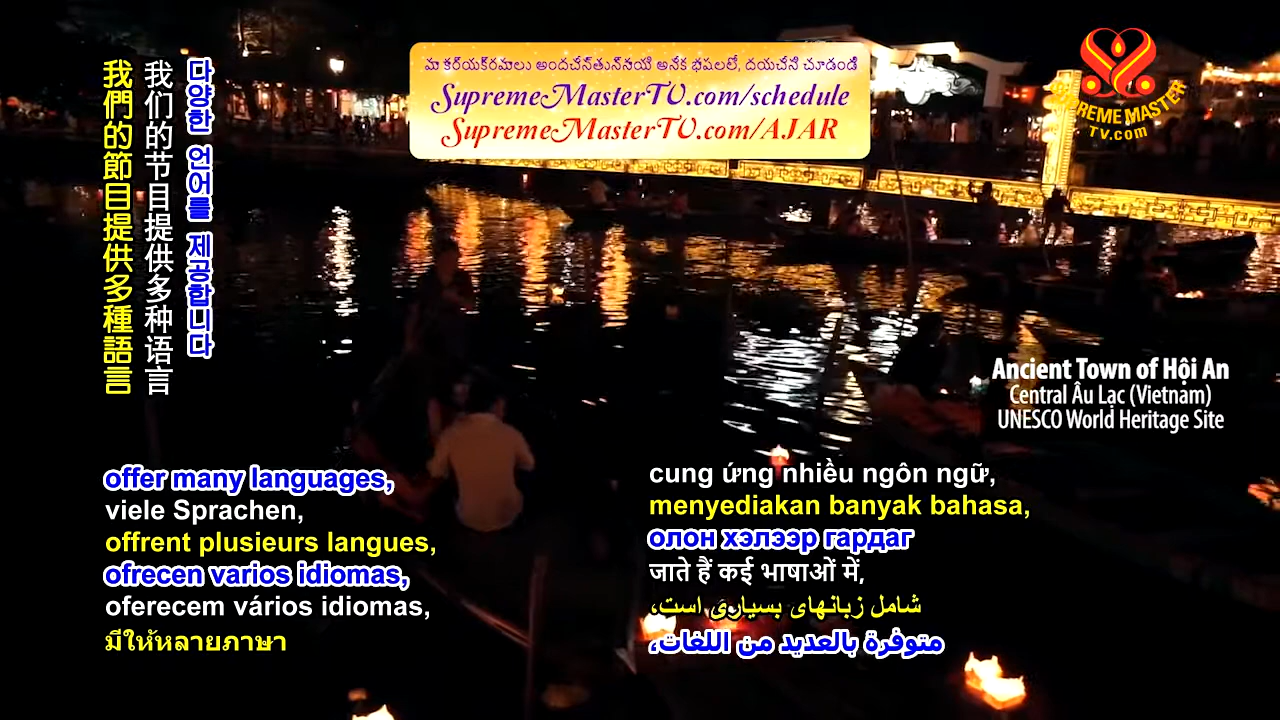 మా కార్యక్రమాలు అందచేస్తున్నాయి అనేక భాషలలో, దయచేసి చూడండి
SupremeMasterTV.com/schedule
SupremeMasterTV.com/AJAR
SUPREME MASTER
TV.com
我們的節目提供多種語言
我们的节目提供多种语言
다양한 언어를 제공합니다
Ancient Town of Hội An
Central Âu Lạc (Vietnam)
UNESCO World Heritage Site
offer many languages,
viele Sprachen,
offrent plusieurs langues,
ofrecen varios idiomas,
oferecem vários idiomas,
มีให้หลายภาษา
cung ứng nhiều ngôn ngữ,
menyediakan banyak bahasa,
олон хэлээр гардаг
जाते हैं कई भाषाओं में,
شامل زبانهای بسیاری است،
متوفرة بالعديد من اللغات،